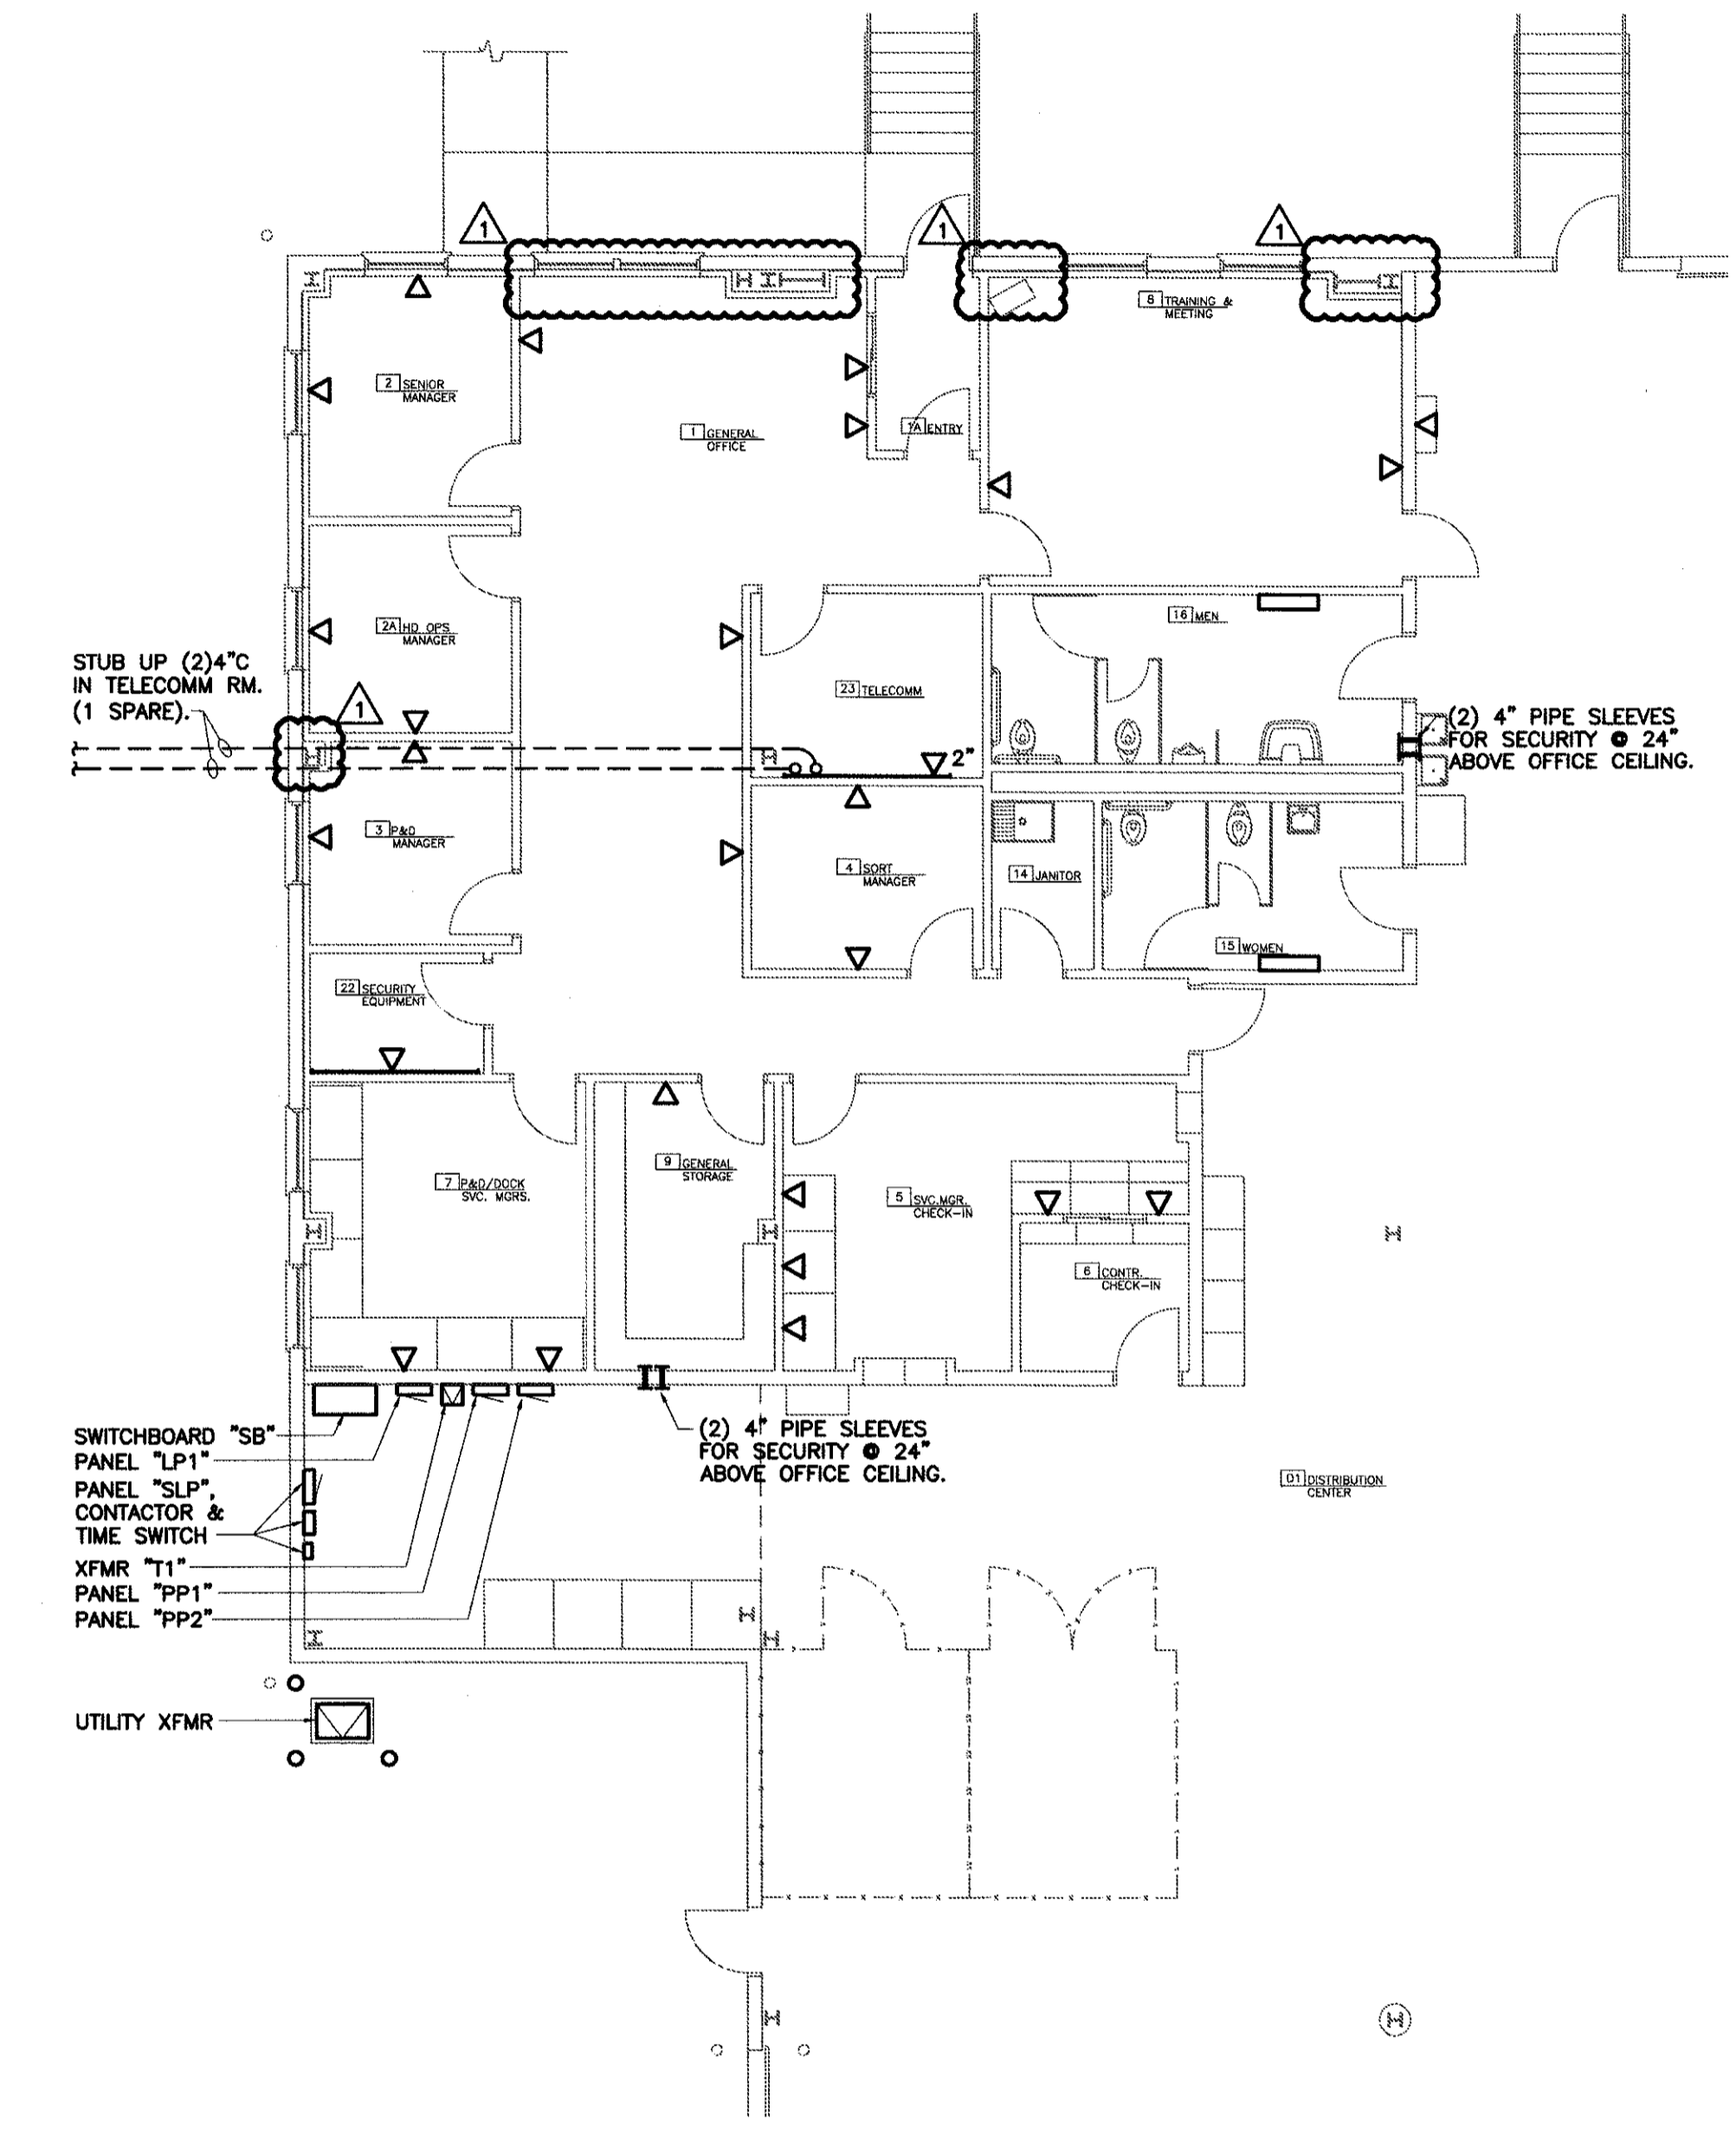 1
1
1
8 TRAINING &
MEETING
2 SENIOR
MANAGER
1 GENERAL
OFFICE
1A ENTRY
2A HD OPS
MANAGER
16 MEN
STUB UP (2)4"C
IN TELECOMM RM.
(1 SPARE).
1
23 TELECOMM
2"
(2) 4" PIPE SLEEVES
FOR SECURITY @ 24"
ABOVE OFFICE CEILING.
3 P&D
MANAGER
4 SORT
MANAGER
14 JANITOR
15 WOMEN
22 SECURITY
EQUIPMENT
9 GENERAL
STORAGE
7 P&D/DOCK
SVC. MGRS.
5 SVC.MGR.
CHECK-IN
6 CONTR.
CHECK-IN
(2) 4" PIPE SLEEVES
FOR SECURITY @ 24"
ABOVE OFFICE CEILING.
SWITCHBOARD "SB"
PANEL "LP1"
PANEL "SLP",
CONTACTOR &
TIME SWITCH
XFMR "T1"
PANEL "PP1"
PANEL "PP2"
01 DISTRIBUTION
CENTER
UTILITY XFMR